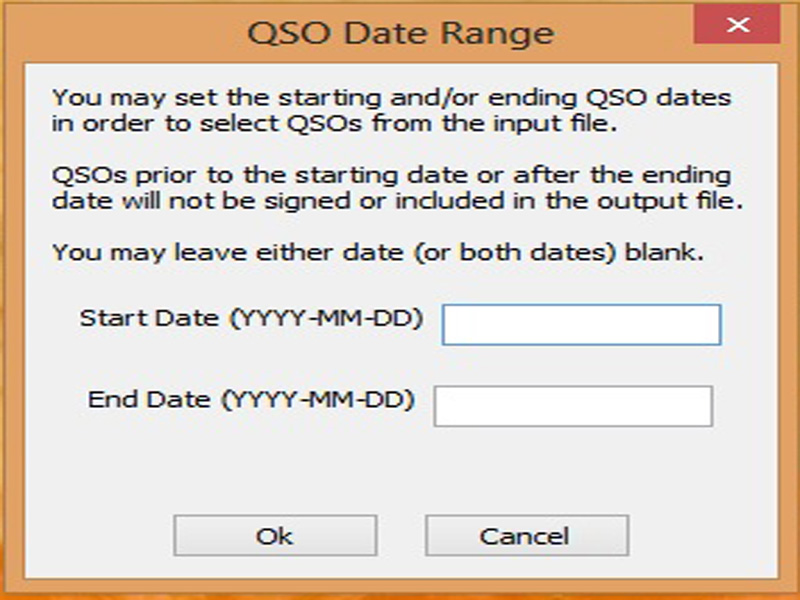 QSO Date Range
You may set the starting and/or ending QSO dates
in order to select QSOs from the input file.
QSOs prior to the starting date or after the ending
date will not be signed or included in the output file.
You may leave either date (or both dates) blank.
Start Date (YYYY-MM-DD)
End Date (YYYY-MM-DD)
Ok Cancel